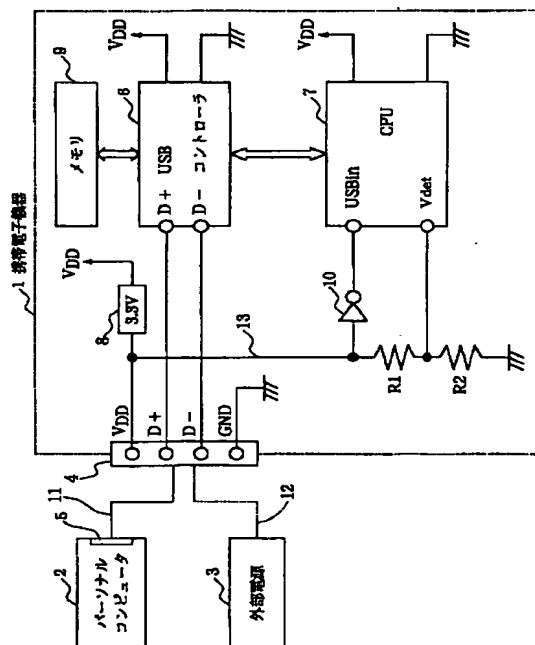 1 携帯電子機器
メモリ
9
VDD
VDD
VDD
8
3.3V
D+ USB
D- コントローラ
6
7
CPU
USBin
Vdet
10
13
R1
R2
4
VDD
D+
D-
GND
11
5
2
パーソナル
コンピュータ
12
3
外部電源